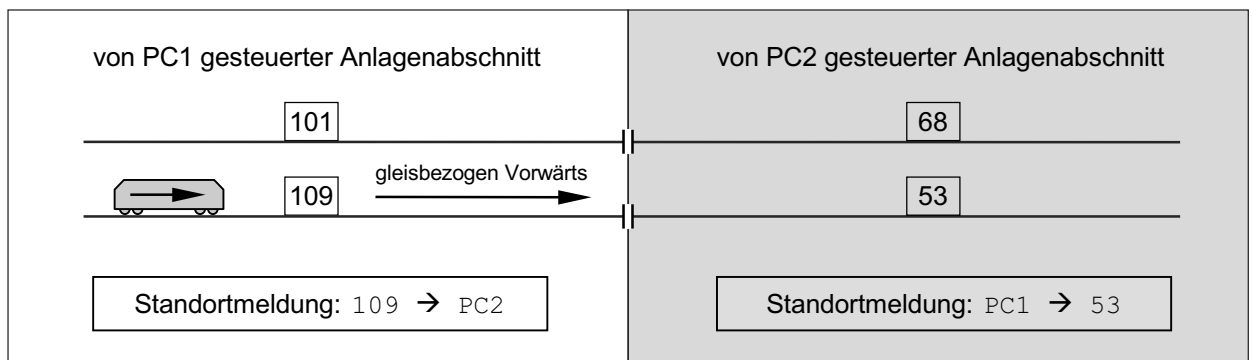 von PC1 gesteuerter Anlagenabschnitt
von PC2 gesteuerter Anlagenabschnitt
101
68
109
gleisbezogen Vorwärts
53
Standortmeldung: 109 → PC2
Standortmeldung: PC1 → 53